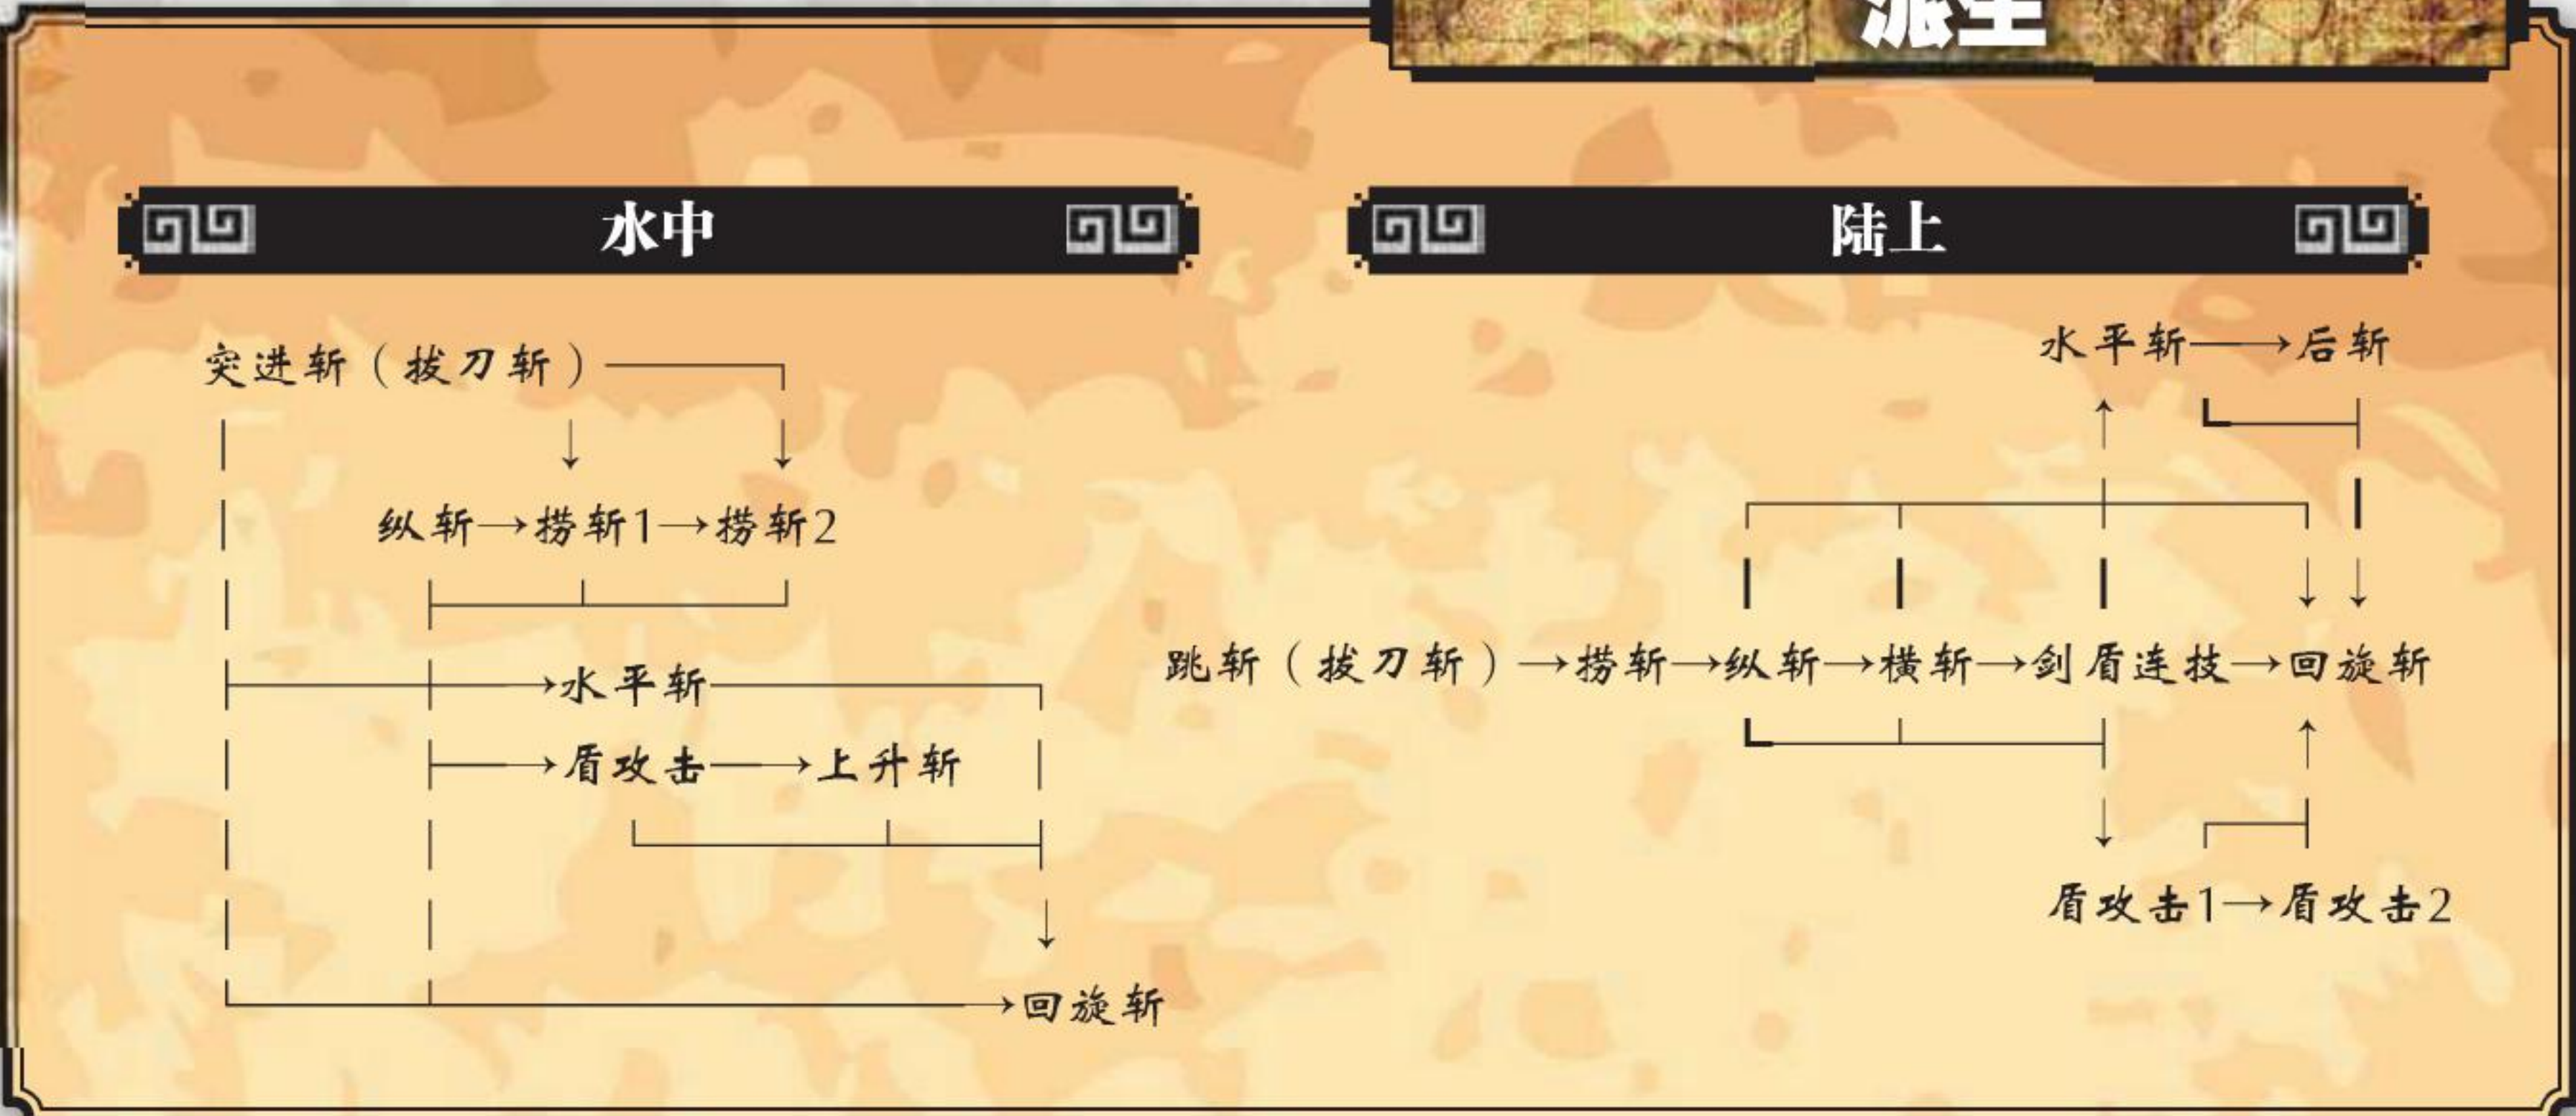 派生
水中
突进斩（拔刀斩）
纵斩→捞斩1→捞斩2
→水平斩
→盾攻击→上升斩
→回旋斩
陆上
水平斩→后斩
跳斩（拔刀斩）→捞斩→纵斩→横斩→剑盾连技→回旋斩
盾攻击1→盾攻击2